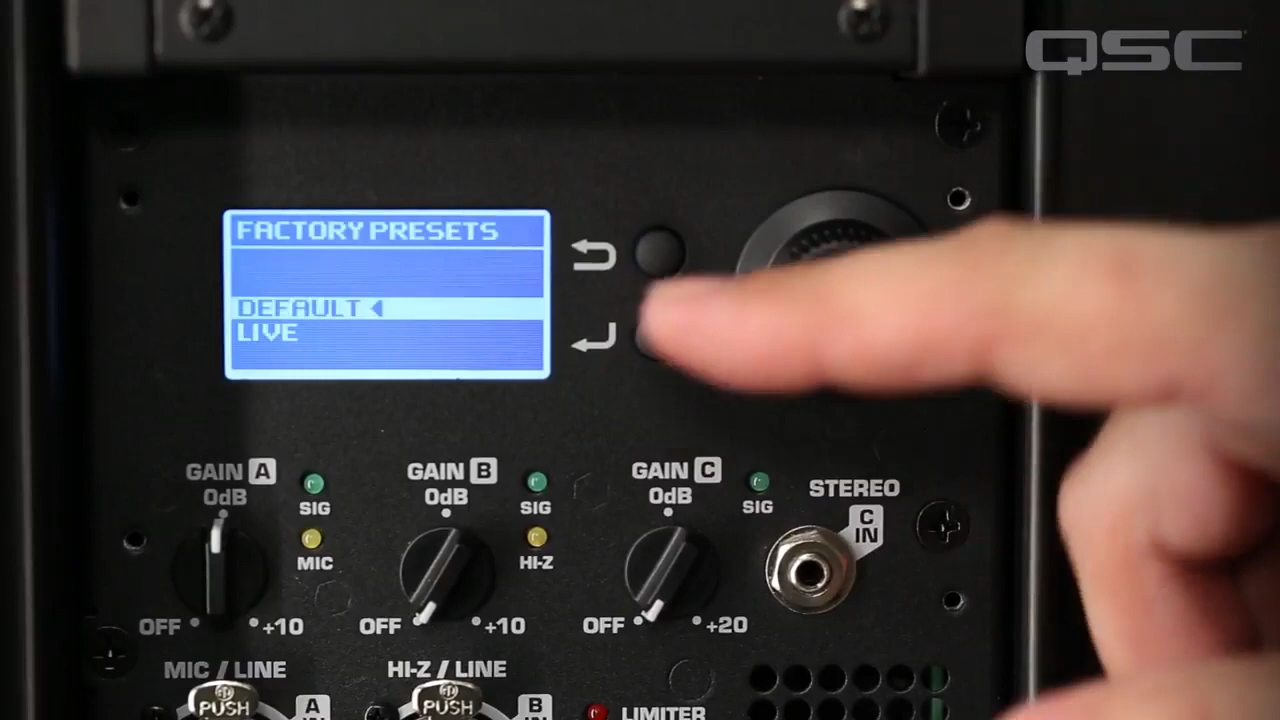 QSC
FACTORY PRESETS
DEFAULT
LIVE
GAIN A
0dB
SIG
MIC
OFF
+10
GAIN B
0dB
SIG
HI-Z
OFF
+10
GAIN C
0dB
SIG
OFF
+20
STEREO
C
IN
MIC / LINE
PUSH
A
HI-Z / LINE
PUSH
B
LIMITER